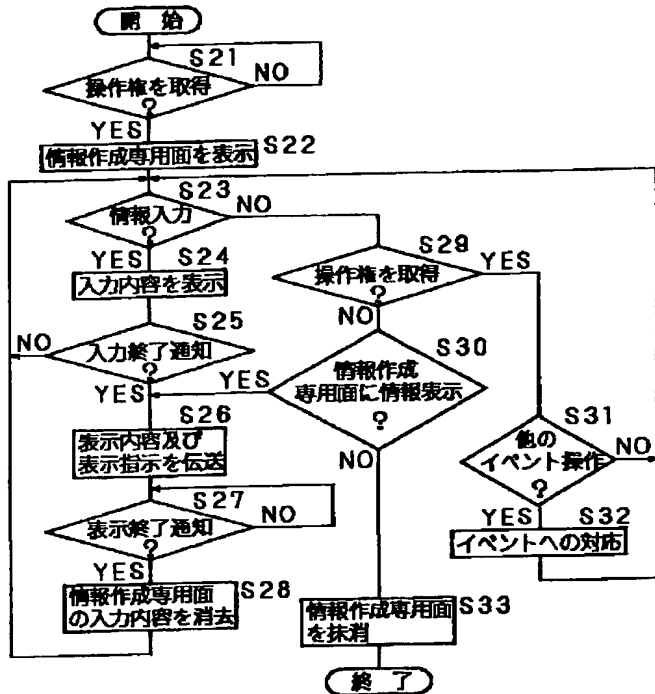 開 始
S21
操作権を取得
?
NO
YES
S22
情報作成専用面を表示
S23
情報入力
?
NO
YES
S24
入力内容を表示
S25
入力終了通知
?
NO
YES
S26
表示内容及び
表示指示を伝送
S27
表示終了通知
?
NO
YES
S28
情報作成専用面
の入力内容を消去
S29
操作権を取得
?
YES
NO
S30
情報作成
専用面に情報表示
?
YES
NO
S31
他の
イベント操作
?
NO
YES
S32
イベントへの対応
S33
情報作成専用面
を抹消
終 了